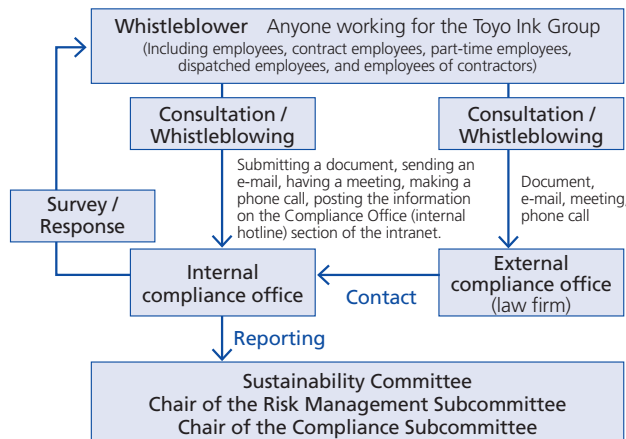 Whistleblower Anyone working for the Toyo Ink Group
(Including employees, contract employees, part-time employees,
dispatched employees, and employees of contractors)
Consultation /
Whistleblowing
Consultation /
Whistleblowing
Submitting a document, sending an
e-mail, having a meeting, making a
phone call, posting the information
on the Compliance Office (internal
hotline) section of the intranet.
Document,
e-mail, meeting,
phone call
Survey /
Response
Internal
compliance office
Contact
External
compliance office
(law firm)
Reporting
Sustainability Committee
Chair of the Risk Management Subcommittee
Chair of the Compliance Subcommittee